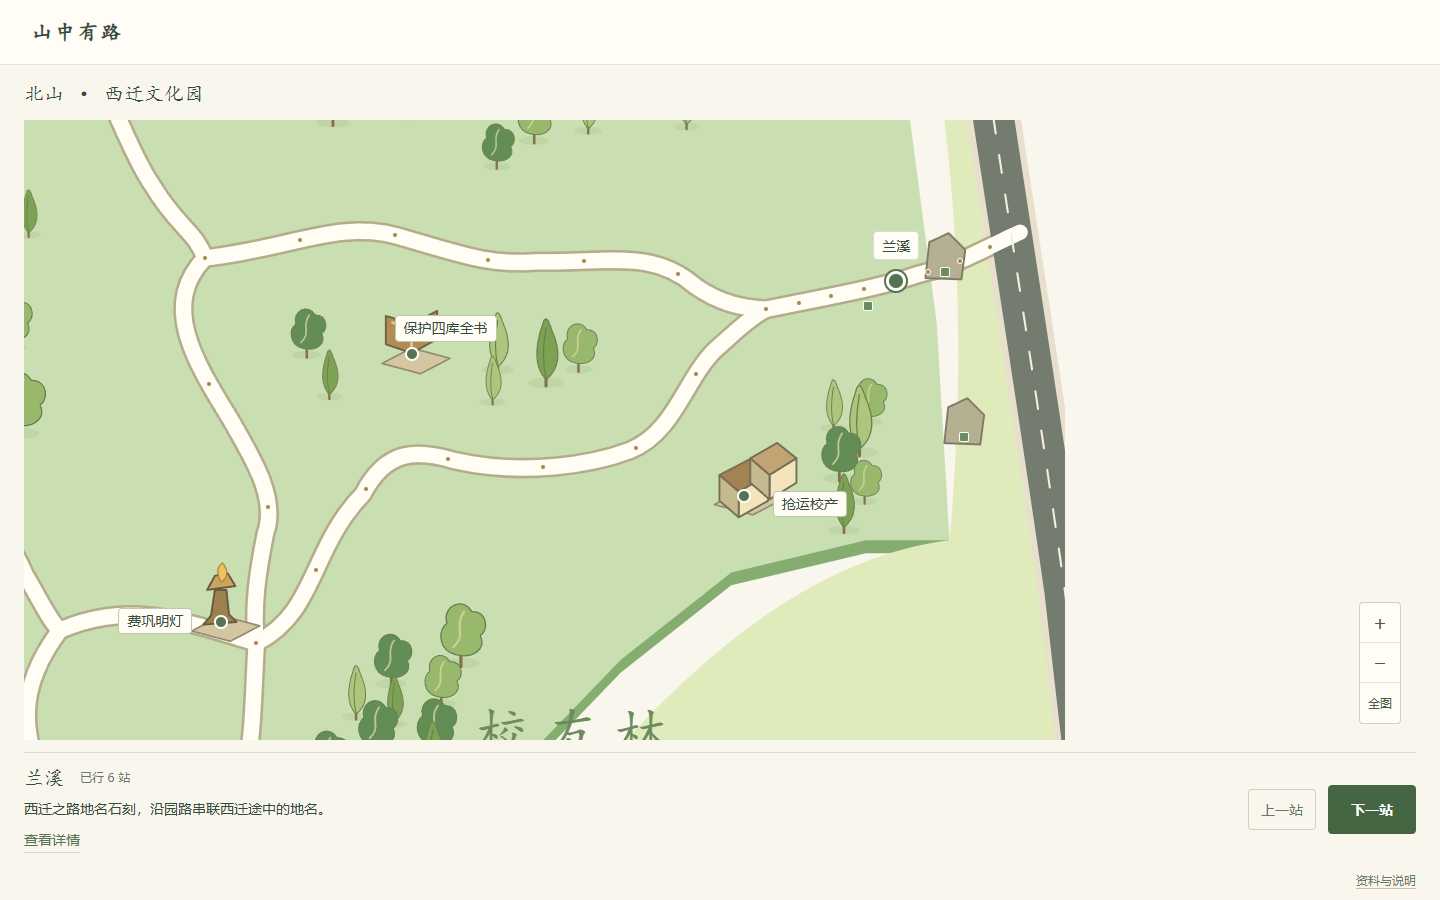 山中有路
北山 • 西迁文化园
兰溪
保护四库全书
抢运校产
费巩明灯
校友林
+
−
全图
兰溪 已行 6 站
西迁之路地名石刻，沿园路串联西迁途中的地名。
查看详情
上一站
下一站
资料与说明